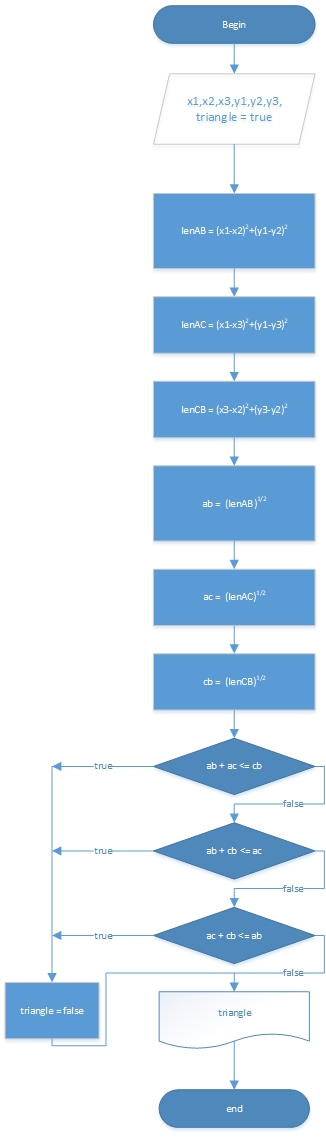 Begin
x1,x2,x3,y1,y2,y3,
triangle = true
lenAB = (x1-x2)²+(y1-y2)²
lenAC = (x1-x3)²+(y1-y3)²
lenCB = (x3-x2)²+(y3-y2)²
ab = (lenAB)^1/2
ac = (lenAC)^1/2
cb = (lenCB)^1/2
true
ab + ac <= cb
false
true
ab + cb <= ac
false
true
ac + cb <= ab
false
triangle = false
triangle
end